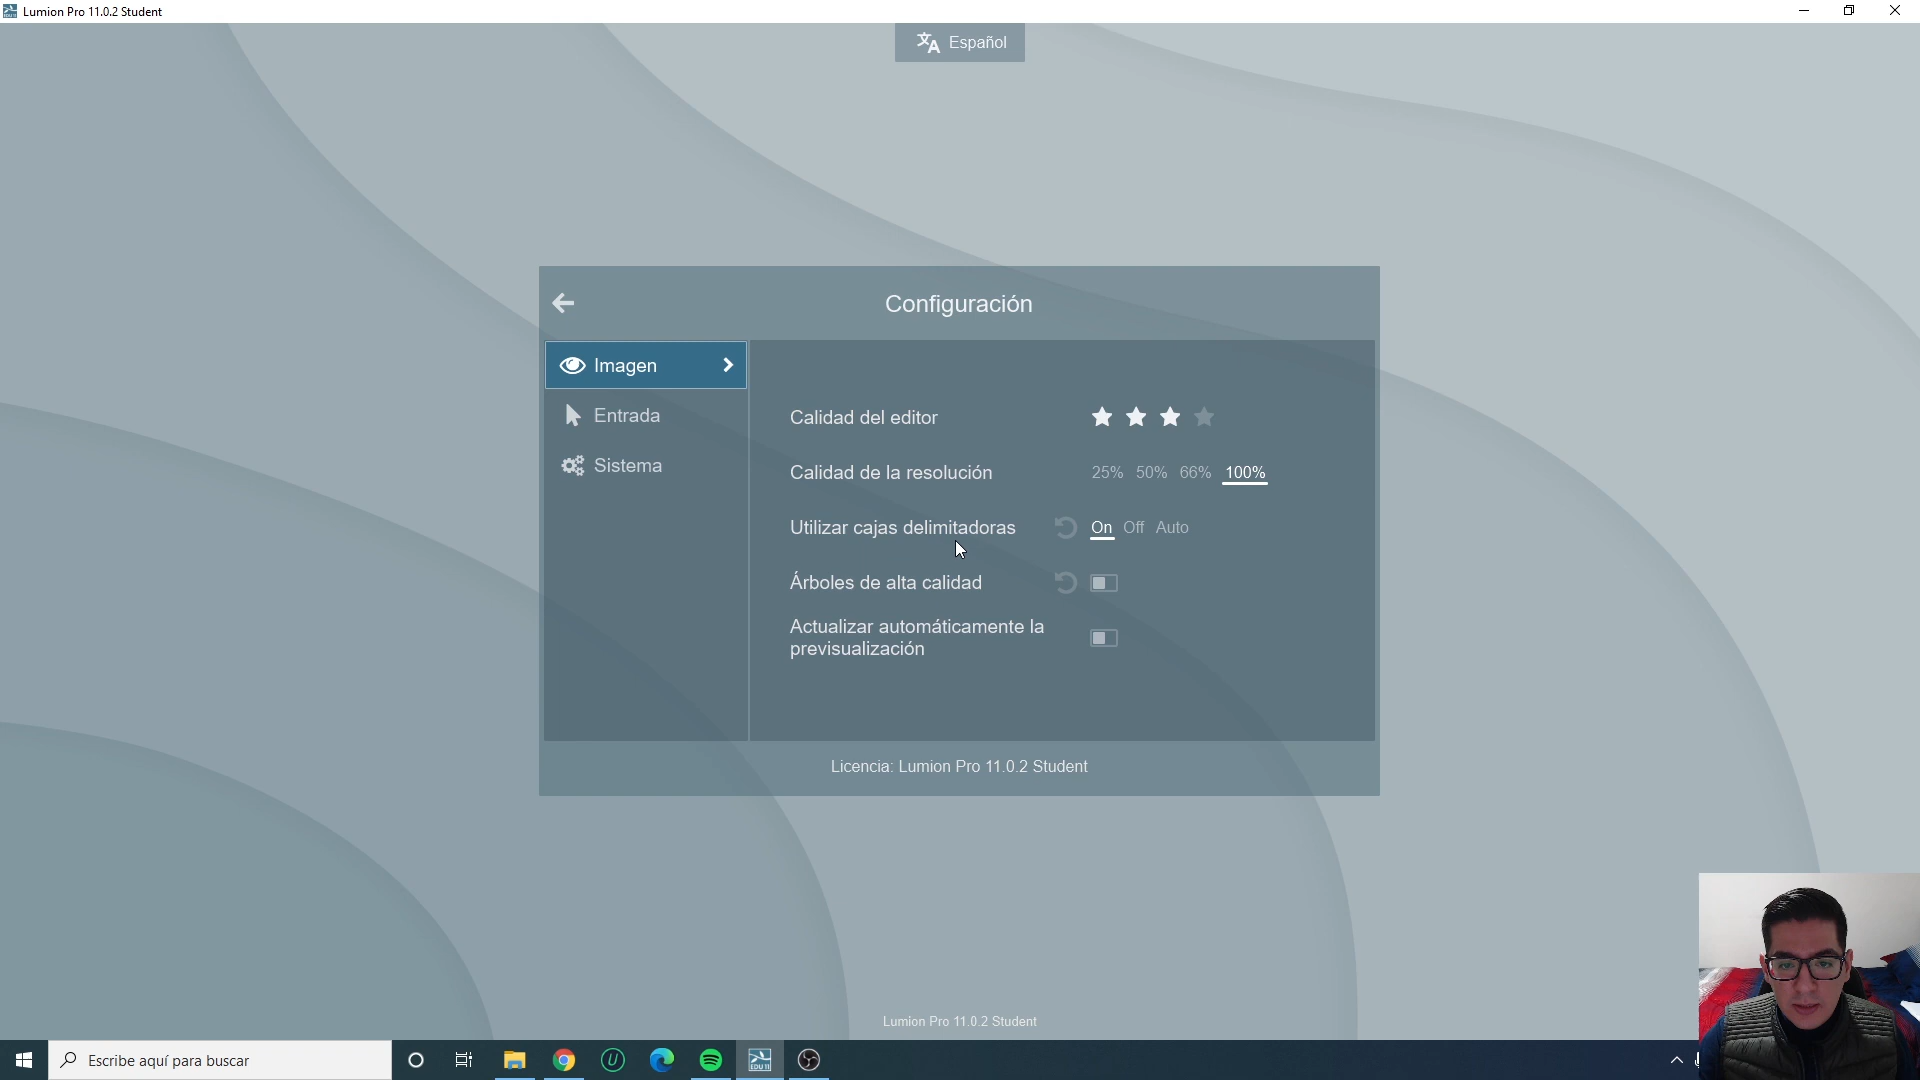 Lumion Pro 11.0.2 Student
Español
Configuración
Imagen
Entrada
Sistema
Calidad del editor
Calidad de la resolución 25% 50% 66% 100%
Utilizar cajas delimitadoras On Off Auto
Árboles de alta calidad
Actualizar automáticamente la
previsualización
Licencia: Lumion Pro 11.0.2 Student
Lumion Pro 11.0.2 Student
Escribe aquí para buscar
EDU 11